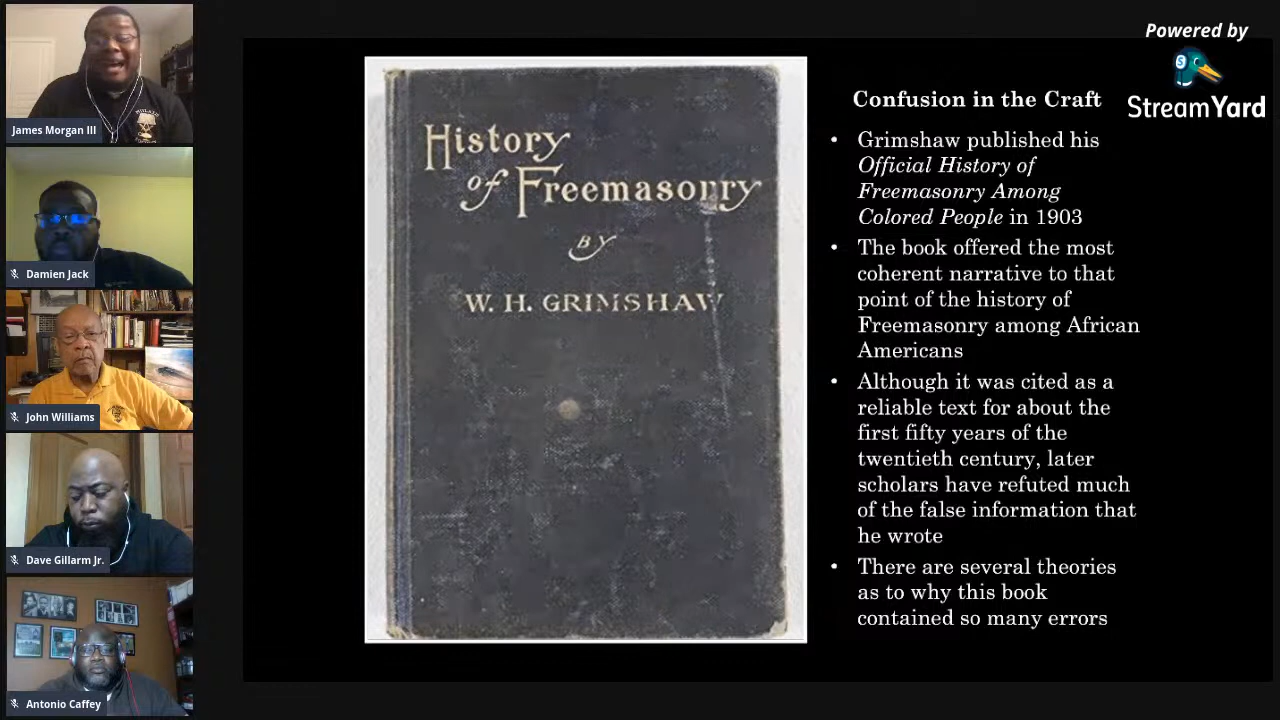 Powered by
StreamYard
James Morgan III
Damien Jack
John Williams
Dave Gillarm Jr.
Antonio Caffey
History
of Freemasonry
BY
W. H. GRIMSHAW
Confusion in the Craft
• Grimshaw published his
Official History of
Freemasonry Among
Colored People in 1903
• The book offered the most
coherent narrative to that
point of the history of
Freemasonry among African
Americans
• Although it was cited as a
reliable text for about the
first fifty years of the
twentieth century, later
scholars have refuted much
of the false information that
he wrote
• There are several theories
as to why this book
contained so many errors